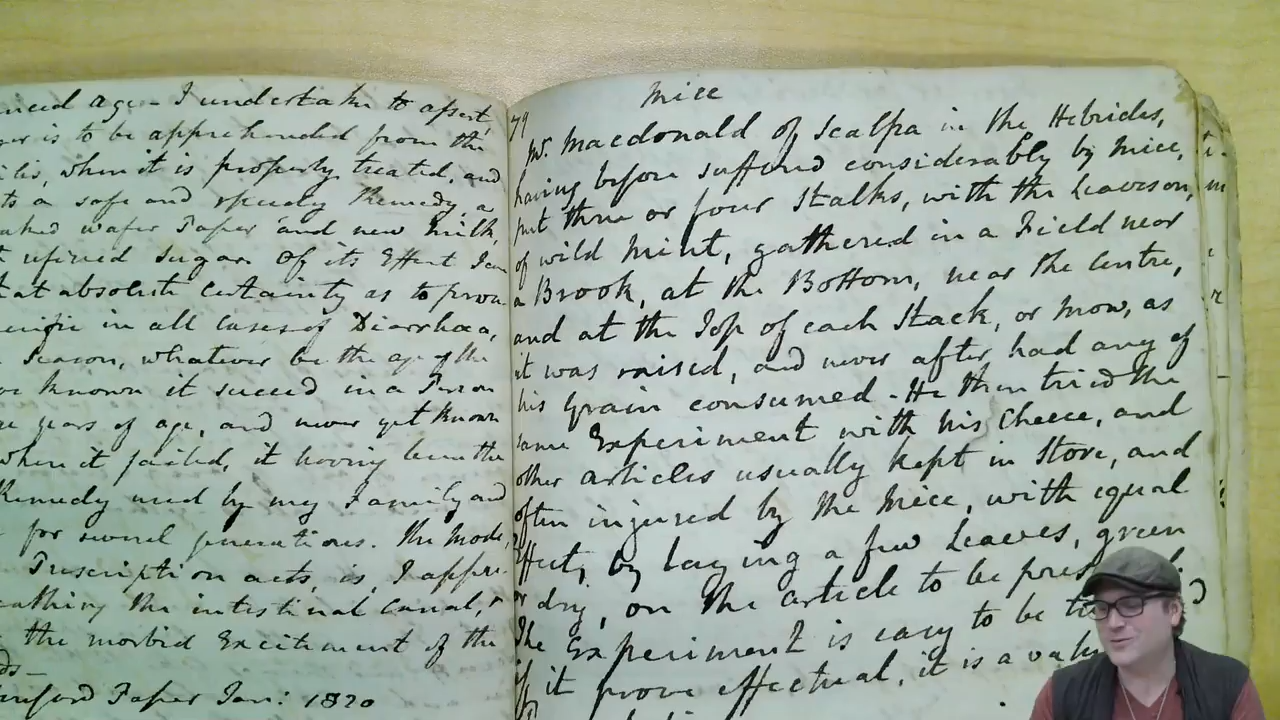 need age - I undertake to assert,
ger is to be apprehended from the
when it is properly treated, and
to a safe and speedy Remedy, a
wafer Paper and new Milk,
refined Sugar. Of its Effect I can
that absolute certainty as to prove
in all Cases of Diarrhœa,
Season, whatever be the age of the
known it succeed in a Person
years of age, and never yet known
where it failed, it having been the
Remedy used by my Family and
for several generations. The Mode,
Prescription acts, is, I appre
the intestinal Canal, &
the morbid Excitement of the
ds -
Paper Jan: 1820
Mice
79
Mr. Macdonald of Scalpa in the Hebrides,
having before suffered considerably by Mice,
put three or four Stalks, with the Leaves on,
of wild Mint, gathered in a Field near
a Brook, at the Bottom, near the Centre,
and at the Top of each Stack, or Mow, as
it was raised, and never after had any of
his Grain consumed - He then tried the
same Experiment with his Cheese, and
other articles usually kept in Store, and
often injured by the Mice, with equal
Effect, by laying a few Leaves, green
or dry, on the article to be pres
The Experiment is easy to be t
if it prove effectual, it is a valu